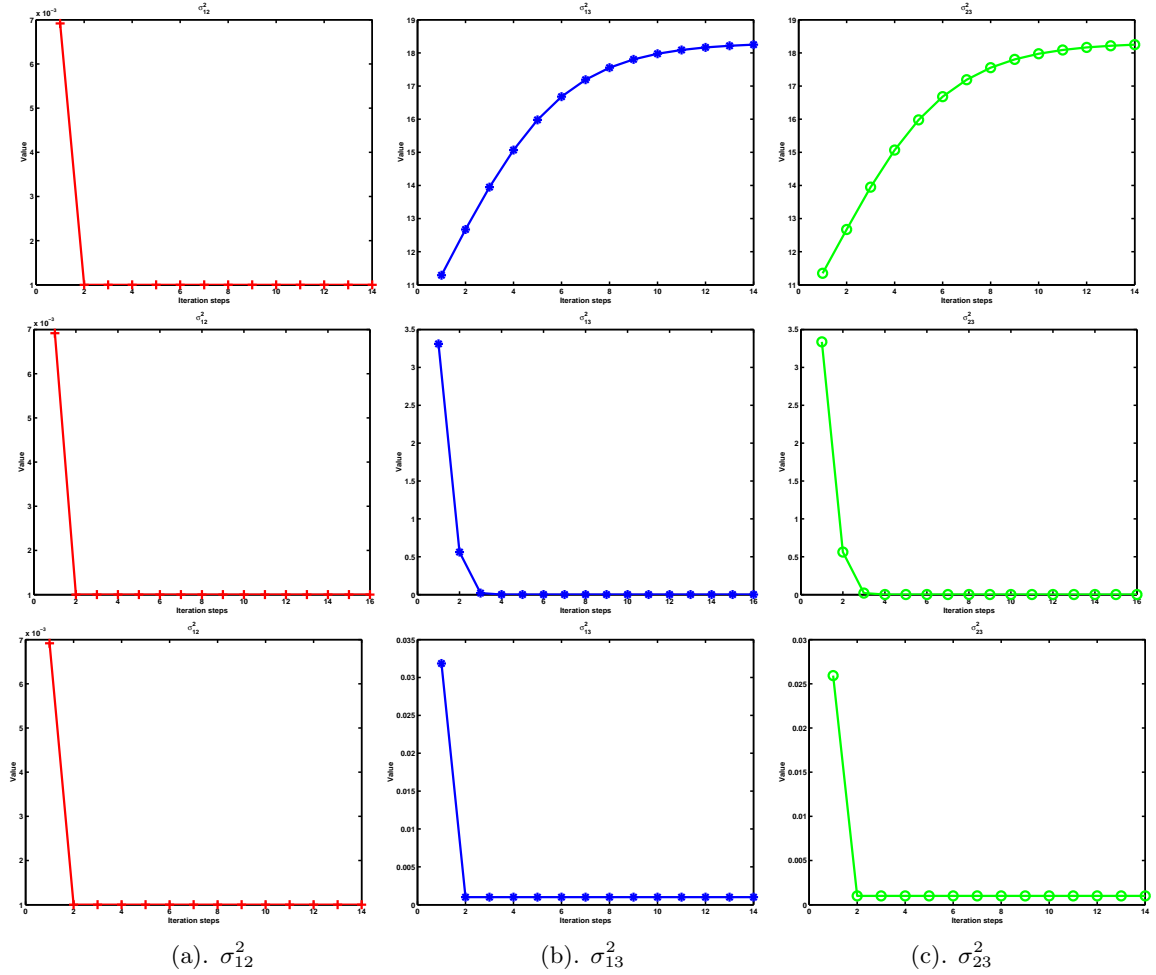 x 10⁻³
σ²₁₂
7
6
5
4
3
2
1
Value
0 2 4 6 8 10 12 14
Iteration steps
σ²₁₃
19
18
17
16
15
14
13
12
11
Value
0 2 4 6 8 10 12 14
Iteration steps
σ²₂₃
19
18
17
16
15
14
13
12
11
Value
0 2 4 6 8 10 12 14
Iteration steps
x 10⁻³
σ²₁₂
7
6
5
4
3
2
1
Value
0 2 4 6 8 10 12 14 16
Iteration steps
σ²₁₃
3.5
3
2.5
2
1.5
1
0.5
0
Value
0 2 4 6 8 10 12 14 16
Iteration steps
σ²₂₃
3.5
3
2.5
2
1.5
1
0.5
0
Value
0 2 4 6 8 10 12 14 16
Iteration steps
x 10⁻³
σ²₁₂
7
6
5
4
3
2
1
Value
0 2 4 6 8 10 12 14
Iteration steps
σ²₁₃
0.035
0.03
0.025
0.02
0.015
0.01
0.005
0
Value
0 2 4 6 8 10 12 14
Iteration steps
σ²₂₃
0.03
0.025
0.02
0.015
0.01
0.005
0
Value
0 2 4 6 8 10 12 14
Iteration steps
(a). σ²₁₂
(b). σ²₁₃
(c). σ²₂₃